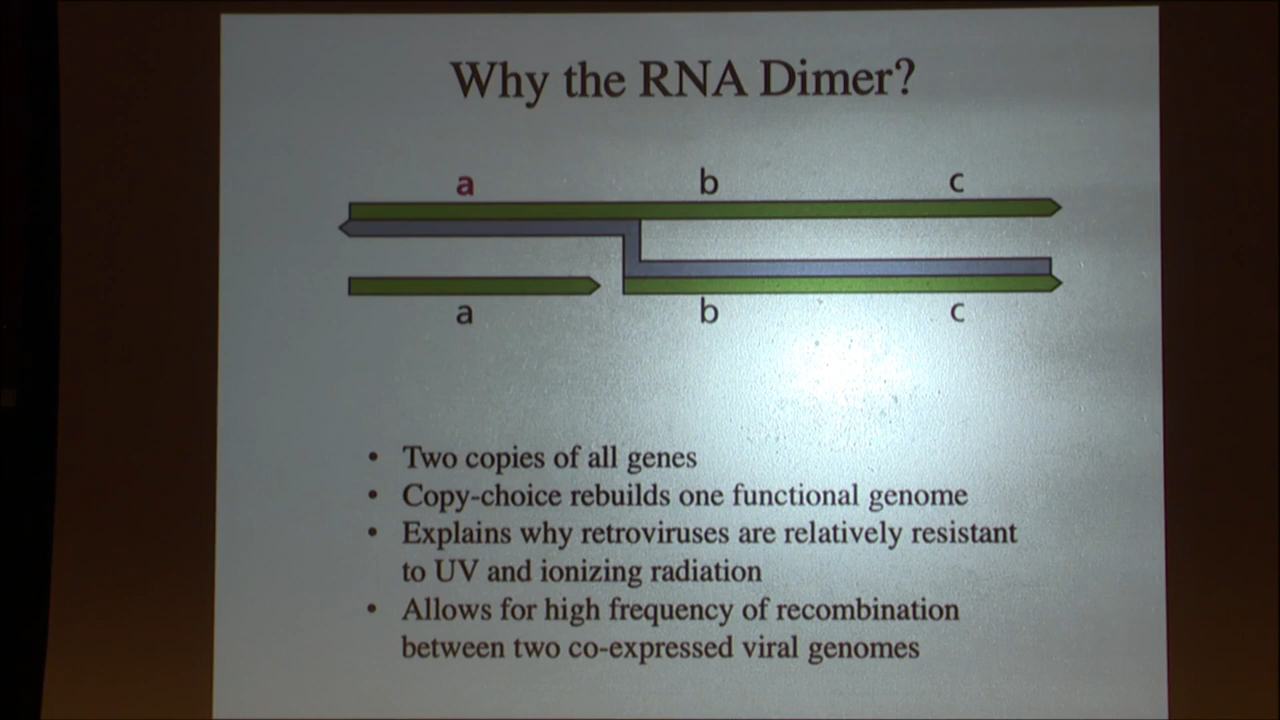 Why the RNA Dimer?
a b c
a b c
• Two copies of all genes
• Copy-choice rebuilds one functional genome
• Explains why retroviruses are relatively resistant
to UV and ionizing radiation
• Allows for high frequency of recombination
between two co-expressed viral genomes